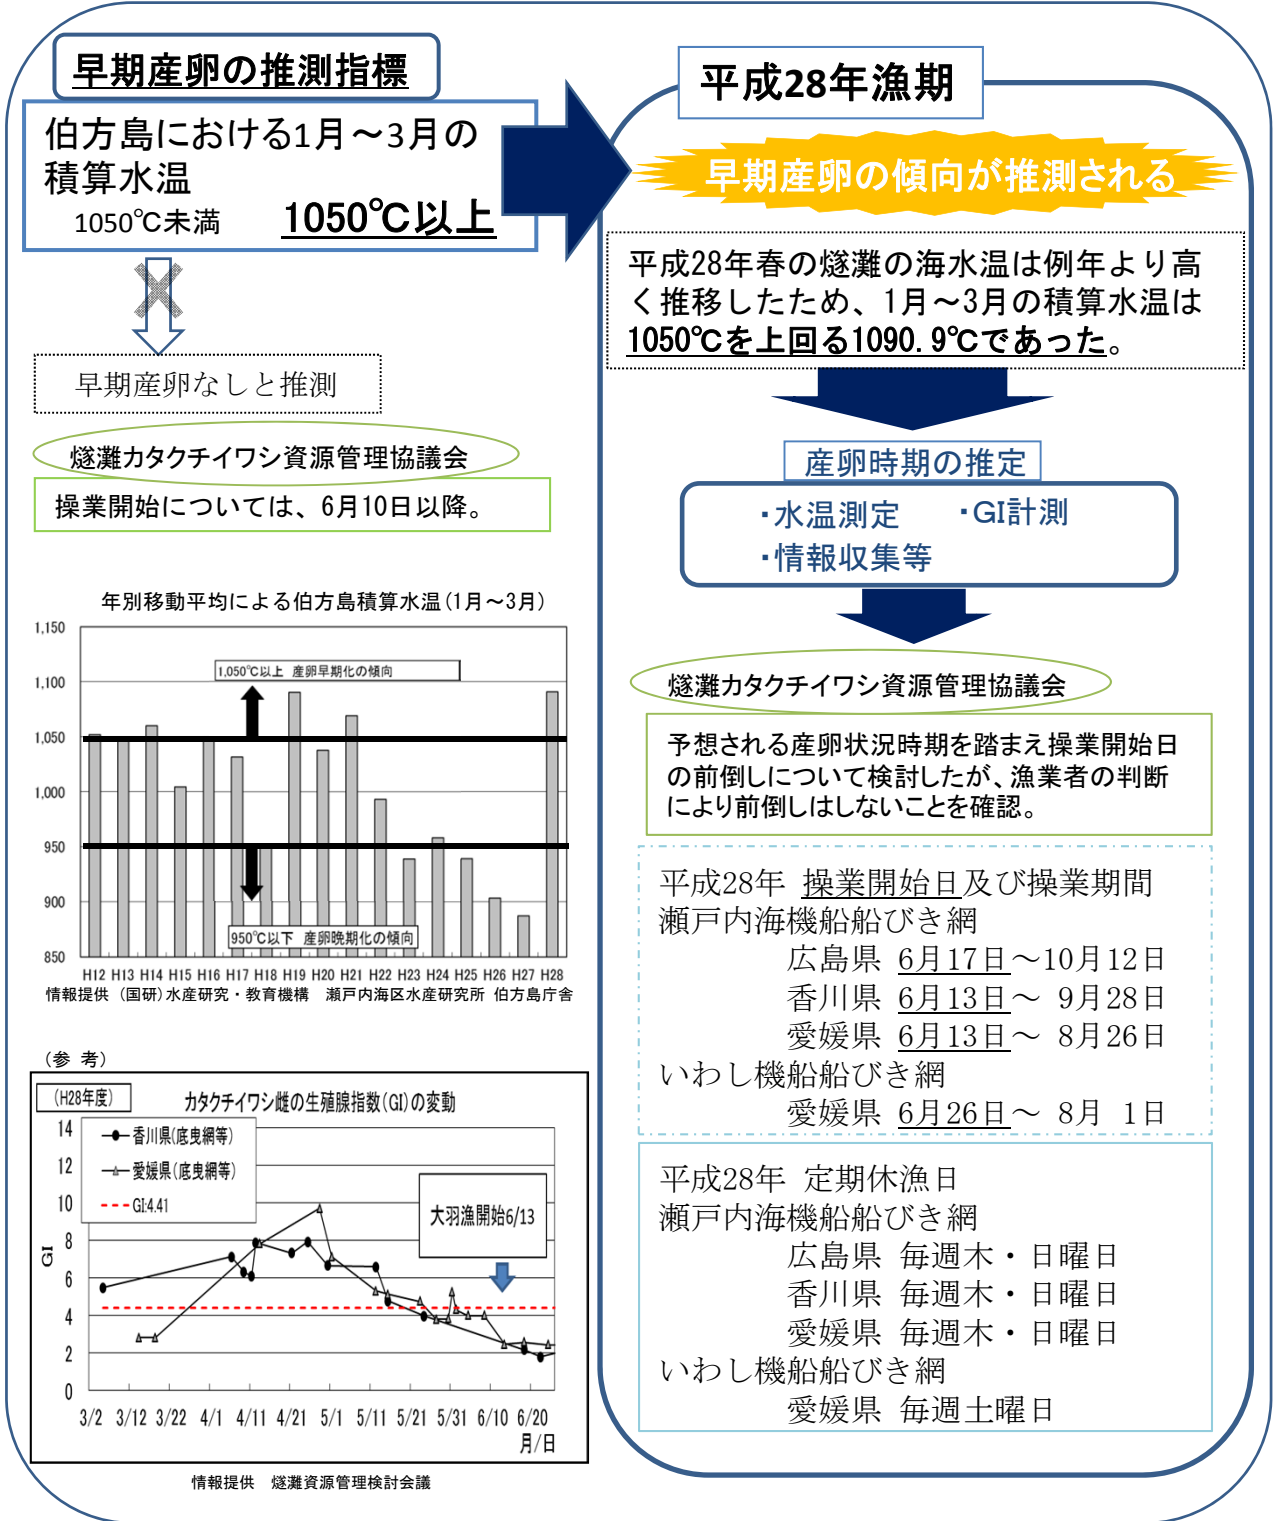 早期産卵の推測指標
伯方島における1月～3月の
積算水温
1050℃未満 1050℃以上
早期産卵なしと推測
燧灘カタクチイワシ資源管理協議会
操業開始については、6月10日以降。
年別移動平均による伯方島積算水温(1月～3月)
1,150
1,100
1,050
1,000
950
900
850
1,050℃以上 産卵早期化の傾向
950℃以下 産卵晩期化の傾向
H12 H13 H14 H15 H16 H17 H18 H19 H20 H21 H22 H23 H24 H25 H26 H27 H28
情報提供 (国研)水産研究・教育機構 瀬戸内海区水産研究所 伯方島庁舎
(参 考)
(H28年度)
カタクチイワシ雌の生殖腺指数(GI)の変動
香川県(底曳網等)
愛媛県(底曳網等)
GI:4.41
大羽漁開始6/13
GI
14
12
10
8
6
4
2
0
3/2 3/12 3/22 4/1 4/11 4/21 5/1 5/11 5/21 5/31 6/10 6/20
月/日
情報提供 燧灘資源管理検討会議
平成28年漁期
早期産卵の傾向が推測される
平成28年春の燧灘の海水温は例年より高
く推移したため、1月～3月の積算水温は
1050℃を上回る1090.9℃であった。
産卵時期の推定
・水温測定 ・GI計測
・情報収集等
燧灘カタクチイワシ資源管理協議会
予想される産卵状況時期を踏まえ操業開始日
の前倒しについて検討したが、漁業者の判断
により前倒しはしないことを確認。
平成28年 操業開始日及び操業期間
瀬戸内海機船船びき網
広島県 6月17日～10月12日
香川県 6月13日～ 9月28日
愛媛県 6月13日～ 8月26日
いわし機船船びき網
愛媛県 6月26日～ 8月 1日
平成28年 定期休漁日
瀬戸内海機船船びき網
広島県 毎週木・日曜日
香川県 毎週木・日曜日
愛媛県 毎週木・日曜日
いわし機船船びき網
愛媛県 毎週土曜日